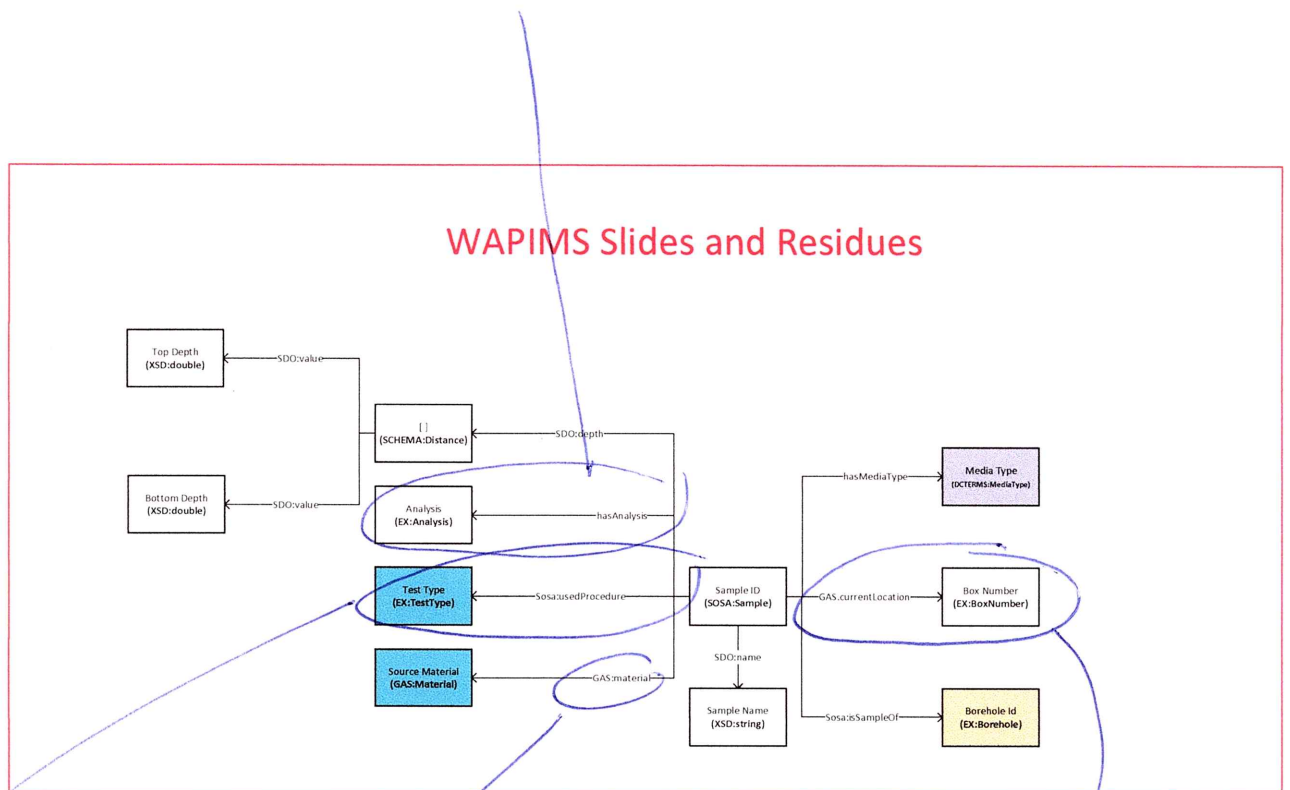 WAPIMS Slides and Residues
Top Depth
(XSD:double)
SDO:value
[ ]
(SCHEMA:Distance)
SDO:depth
Bottom Depth
(XSD:double)
SDO:value
Analysis
(EX:Analysis)
hasAnalysis
Test Type
(EX:TestType)
Sosa:usedProcedure
Source Material
(GAS:Material)
GAS:material
Sample ID
(SOSA:Sample)
SDO:name
Sample Name
(XSD:string)
hasMediaType
Media Type
(DCTERMS:MediaType)
GAS:currentLocation
Box Number
(EX:BoxNumber)
Sosa:isSampleOf
Borehole Id
(EX:Borehole)